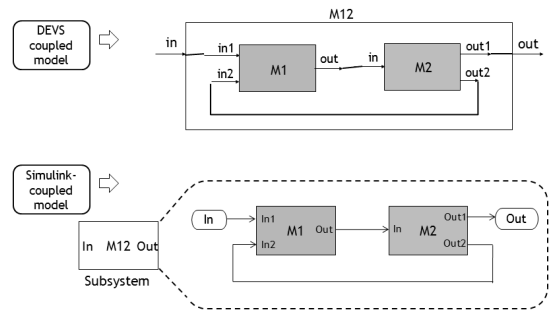 M12
DEVS
coupled
model
in
in1
in2
M1
out
in
M2
out1
out2
out
Simulink-
coupled
model
In
In1
In2
M1
Out
In
M2
Out1
Out2
Out
In M12 Out
Subsystem